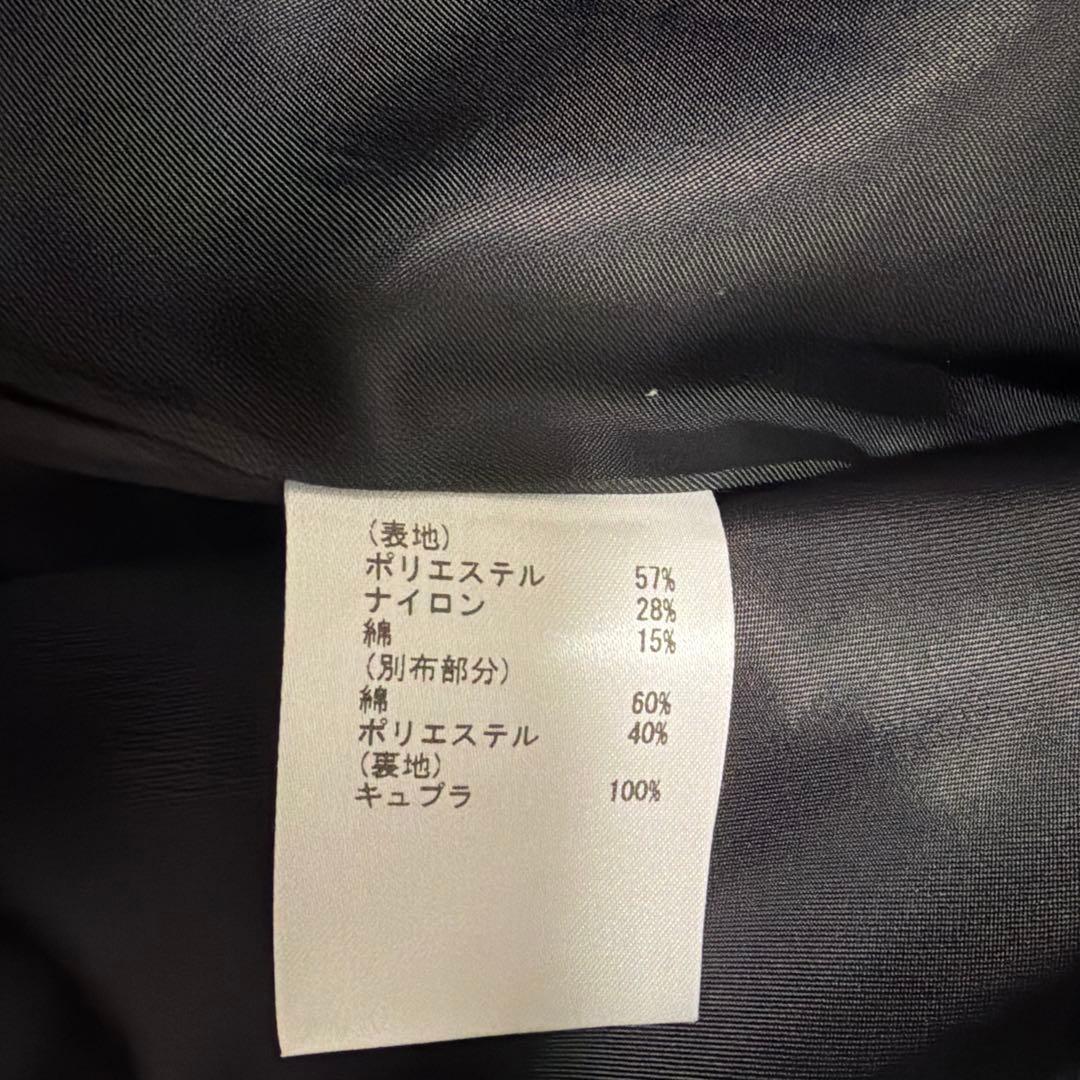 (表地)
ポリエステル 57%
ナイロン 28%
綿 15%
(別布部分)
綿 60%
ポリエステル 40%
(裏地)
キュプラ 100%